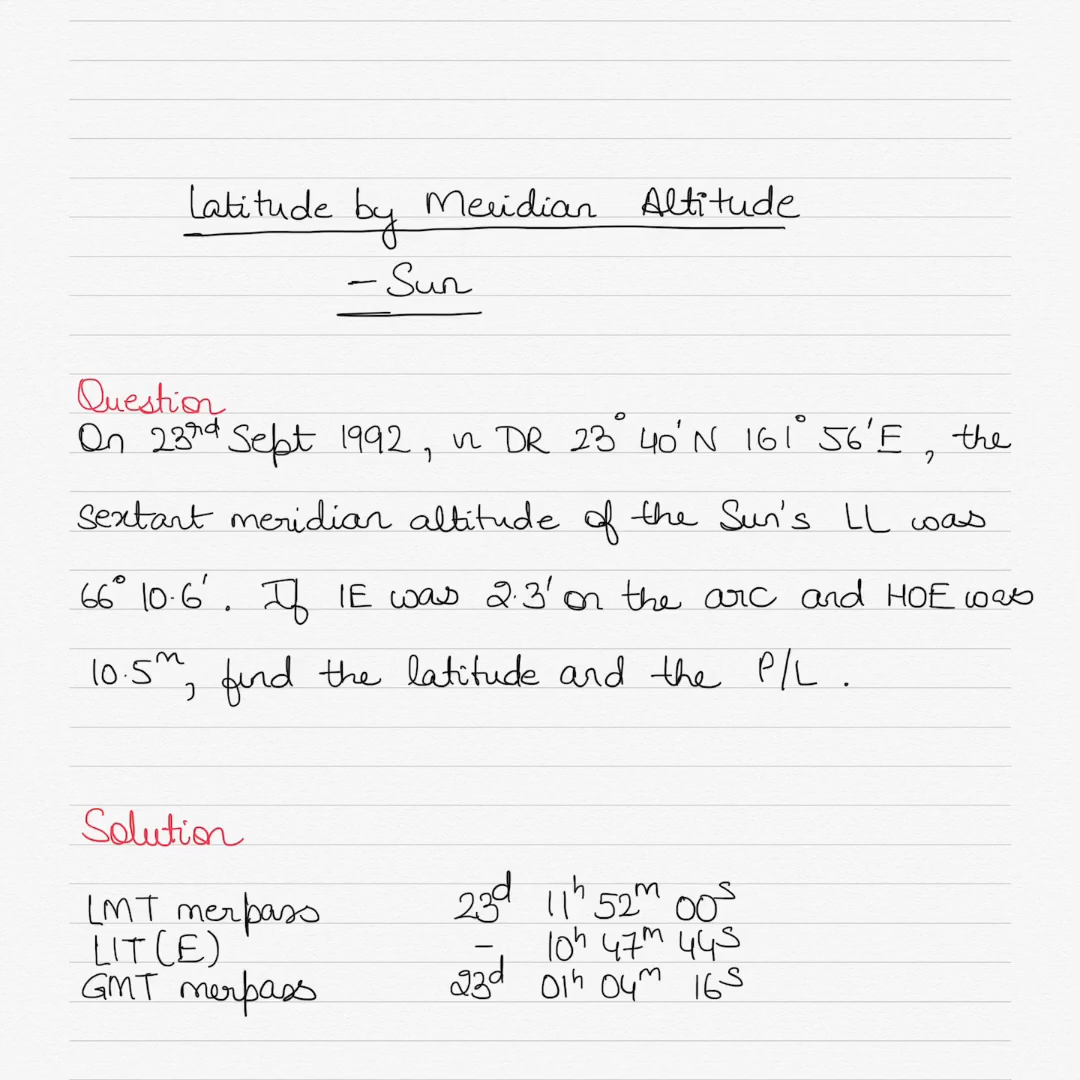 Latitude by Meridian Altitude
- Sun
Question
On 23rd Sept 1992, in DR 23° 40'N 161° 56'E, the
sextant meridian altitude of the Sun's LL was
66° 10.6'. If IE was 2.3' on the arc and HOE was
10.5m, find the latitude and the P/L.
Solution
LMT merpass 23d 11h 52m 00s
LIT(E) - 10h 47m 44s
GMT merpass 23d 01h 04m 16s